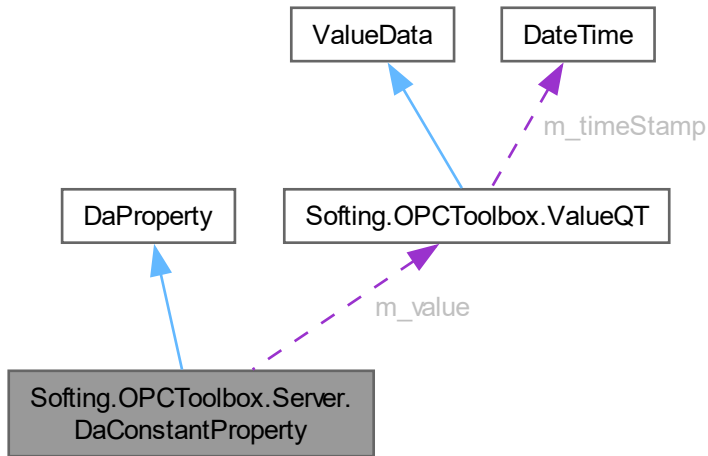 ValueData
DateTime
m_timeStamp
DaProperty
Softing.OPCToolbox.ValueQT
m_value
Softing.OPCToolbox.Server.
DaConstantProperty